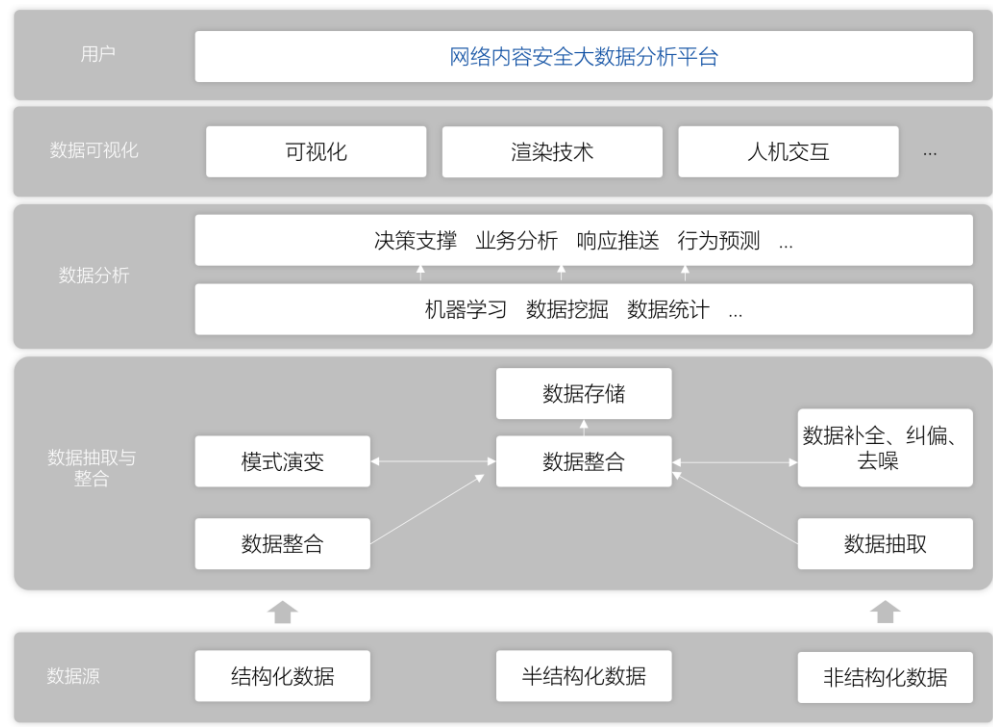 用户
网络内容安全大数据分析平台
数据可视化
可视化
渲染技术
人机交互
...
数据分析
决策支撑 业务分析 响应推送 行为预测 ...
机器学习 数据挖掘 数据统计 ...
数据抽取与
整合
数据存储
模式演变
数据整合
数据补全、纠偏、
去噪
数据整合
数据抽取
数据源
结构化数据
半结构化数据
非结构化数据